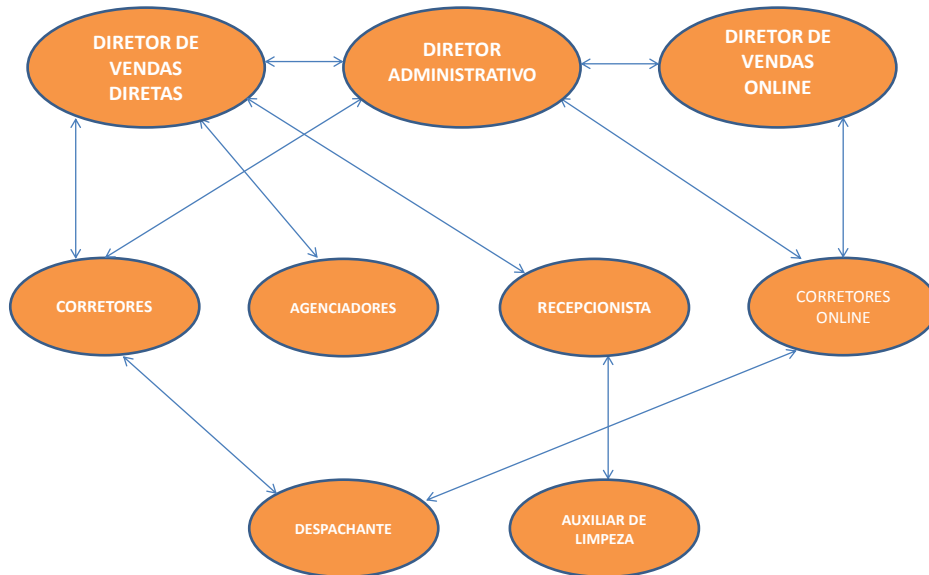 DIRETOR DE
VENDAS
DIRETAS
DIRETOR
ADMINISTRATIVO
DIRETOR DE
VENDAS
ONLINE
CORRETORES
AGENCIADORES
RECEPCIONISTA
CORRETORES
ONLINE
DESPACHANTE
AUXILIAR DE
LIMPEZA